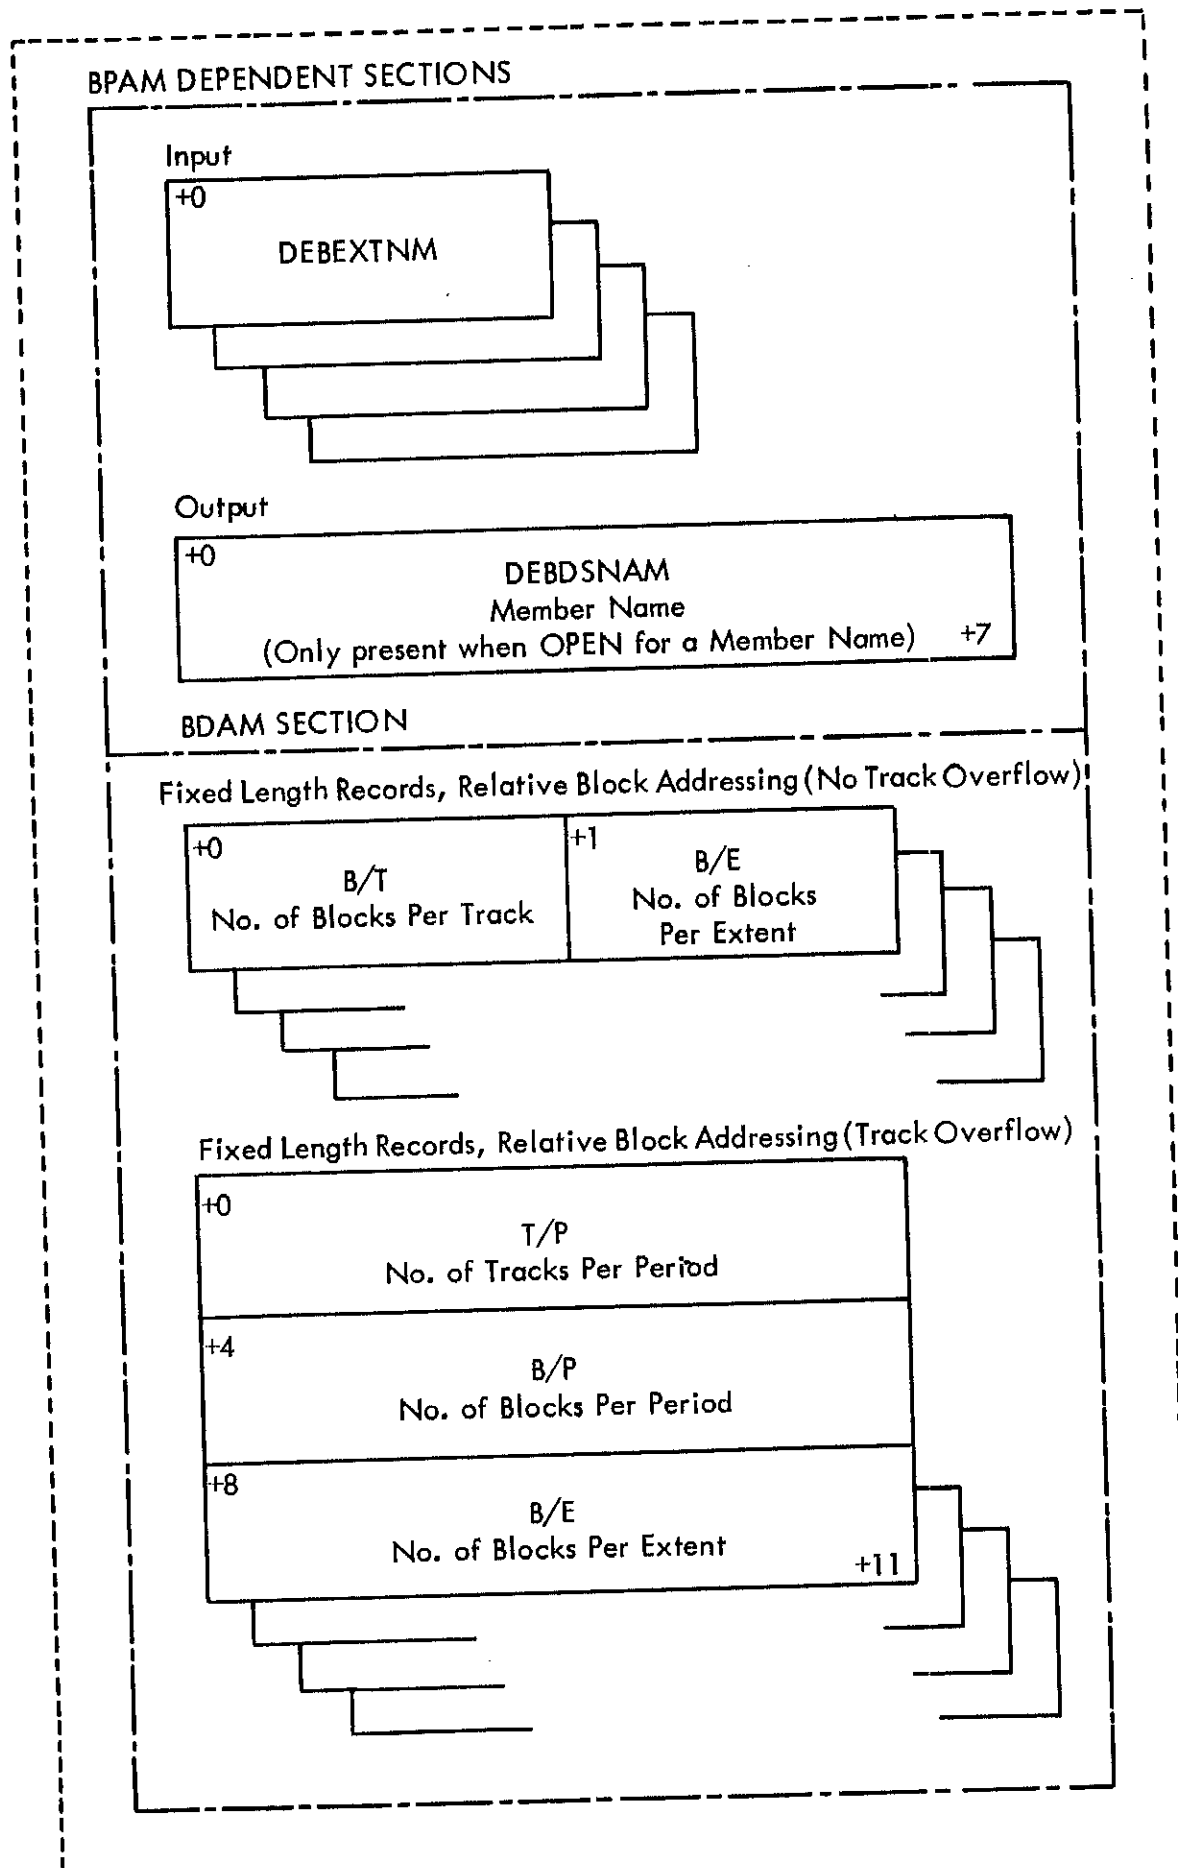 BPAM DEPENDENT SECTIONS
Input
+0
DEBEXTNM
Output
+0
DEBDSNAM
Member Name
(Only present when OPEN for a Member Name) +7
BDAM SECTION
Fixed Length Records, Relative Block Addressing (No Track Overflow)
+0
B/T
No. of Blocks Per Track
+1
B/E
No. of Blocks
Per Extent
Fixed Length Records, Relative Block Addressing (Track Overflow)
+0
T/P
No. of Tracks Per Period
+4
B/P
No. of Blocks Per Period
+8
B/E
No. of Blocks Per Extent
+11